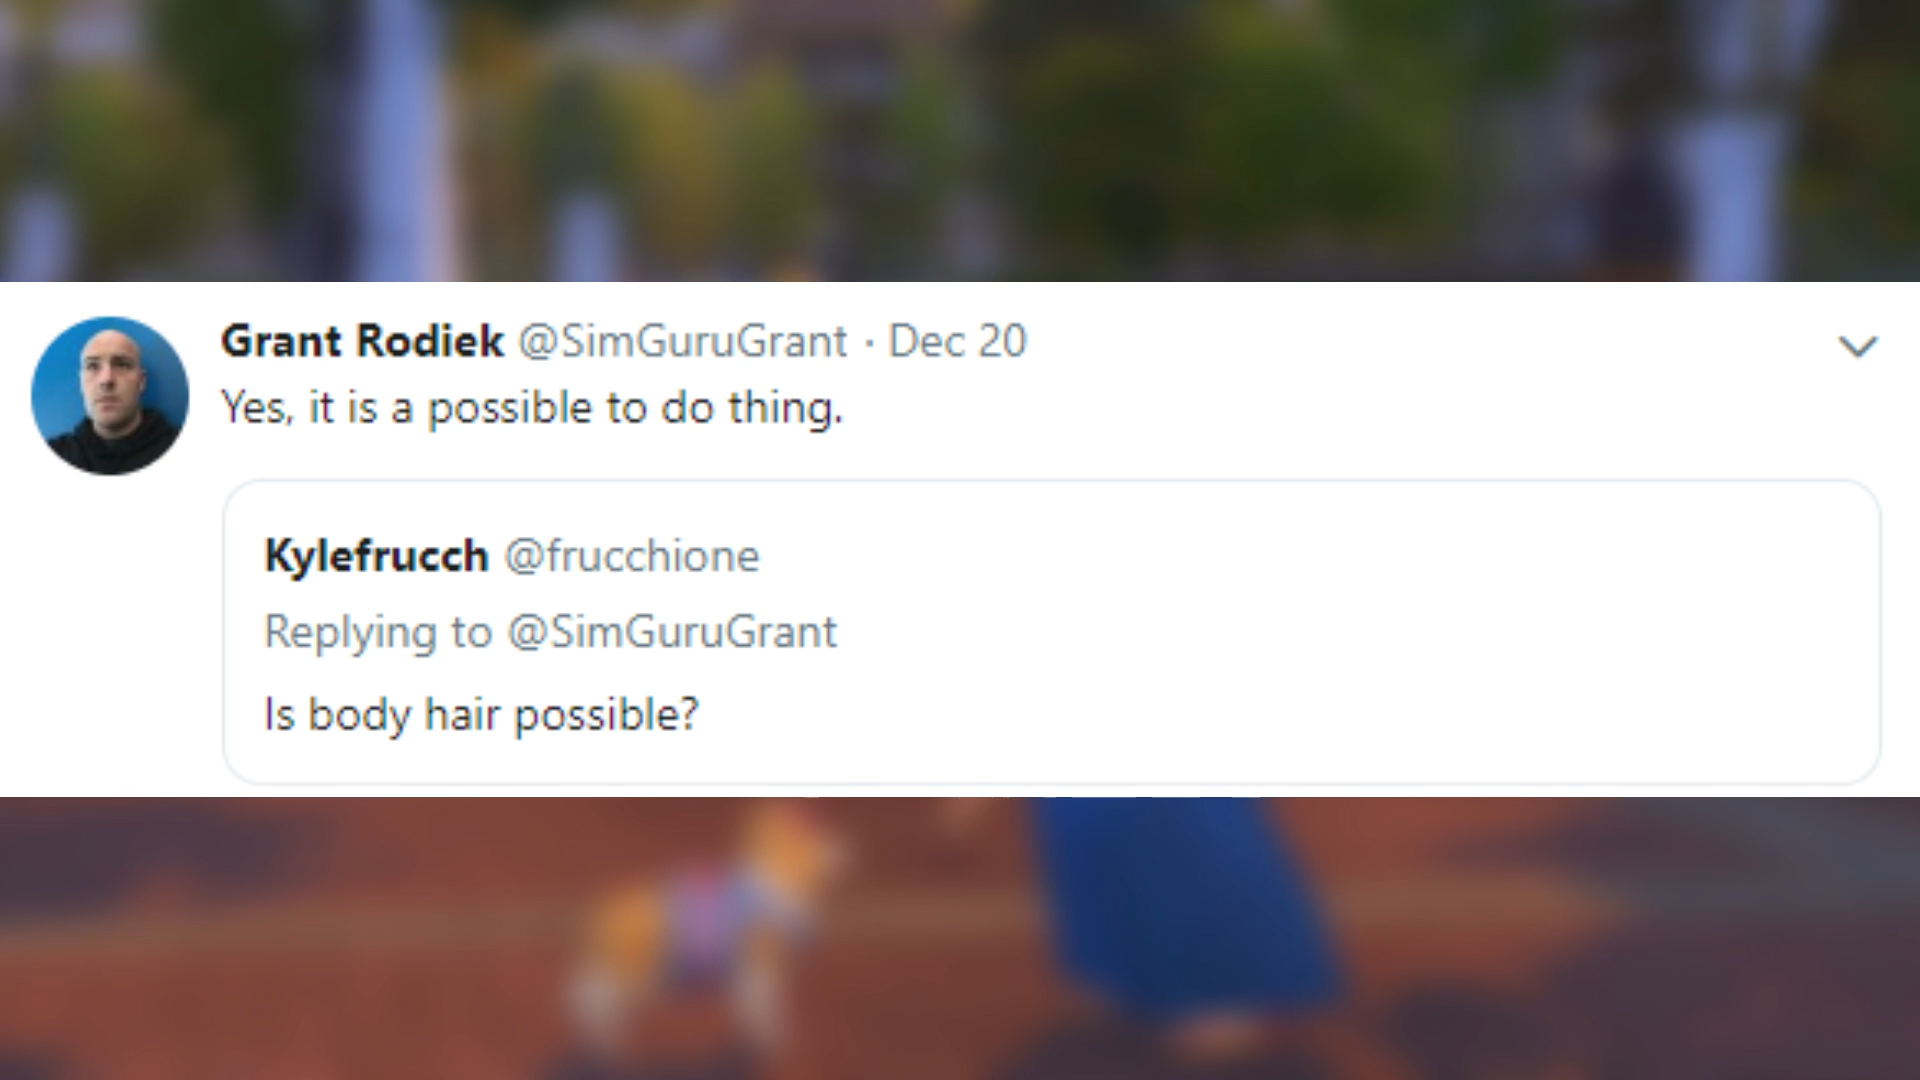 Grant Rodiek @SimGuruGrant · Dec 20
Yes, it is a possible to do thing.
Kylefrucch @frucchione
Replying to @SimGuruGrant
Is body hair possible?